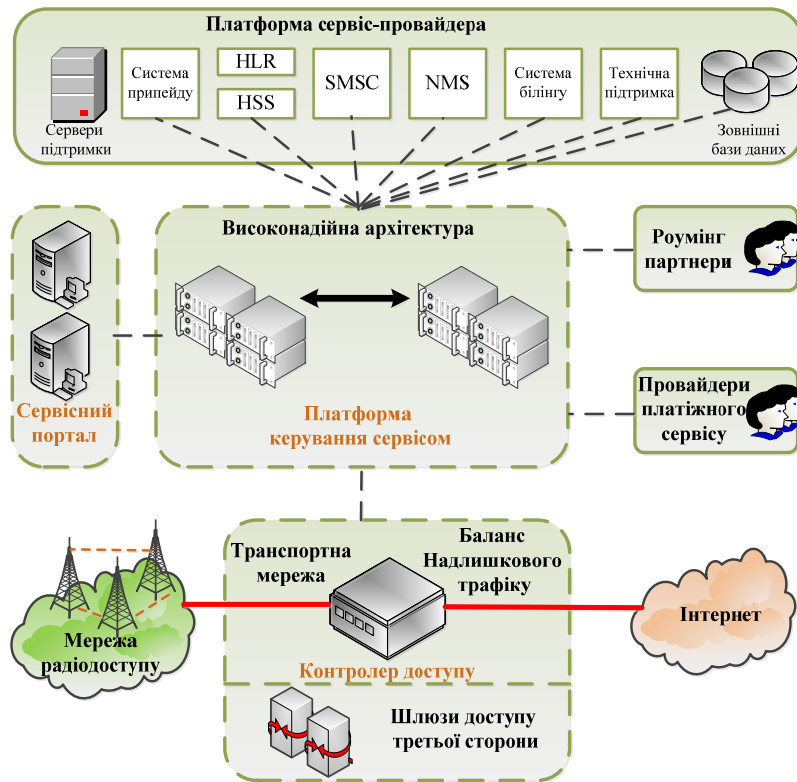 Платформа сервіс-провайдера
Система
припейду
HLR
HSS
SMSC
NMS
Система
білінгу
Технічна
підтримка
Сервери
підтримки
Зовнішні
бази даних
Високонадійна архітектура
Платформа
керування сервісом
Сервісний
портал
Роумінг
партнери
Провайдери
платіжного
сервісу
Транспортна
мережа
Баланс
Надлишкового
трафіку
Контролер доступу
Шлюзи доступу
третьої сторони
Мережа
радіодоступу
Інтернет